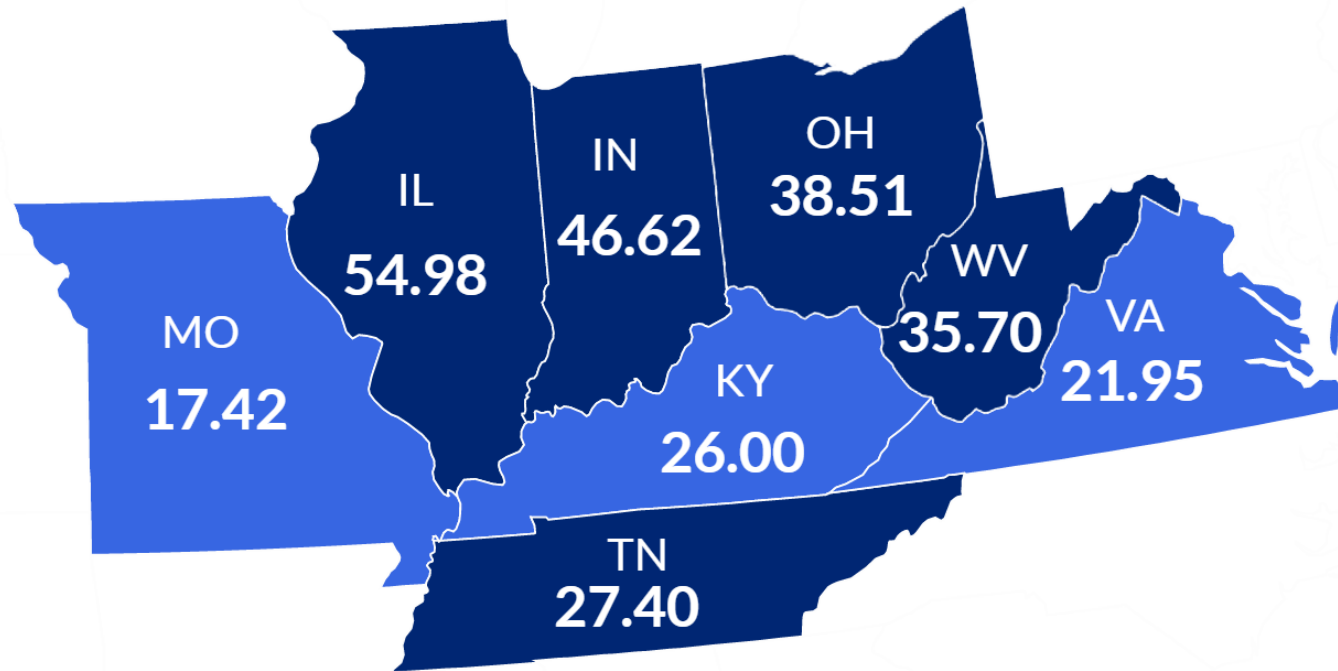 IL
54.98
IN
46.62
OH
38.51
WV
35.70
VA
21.95
MO
17.42
KY
26.00
TN
27.40